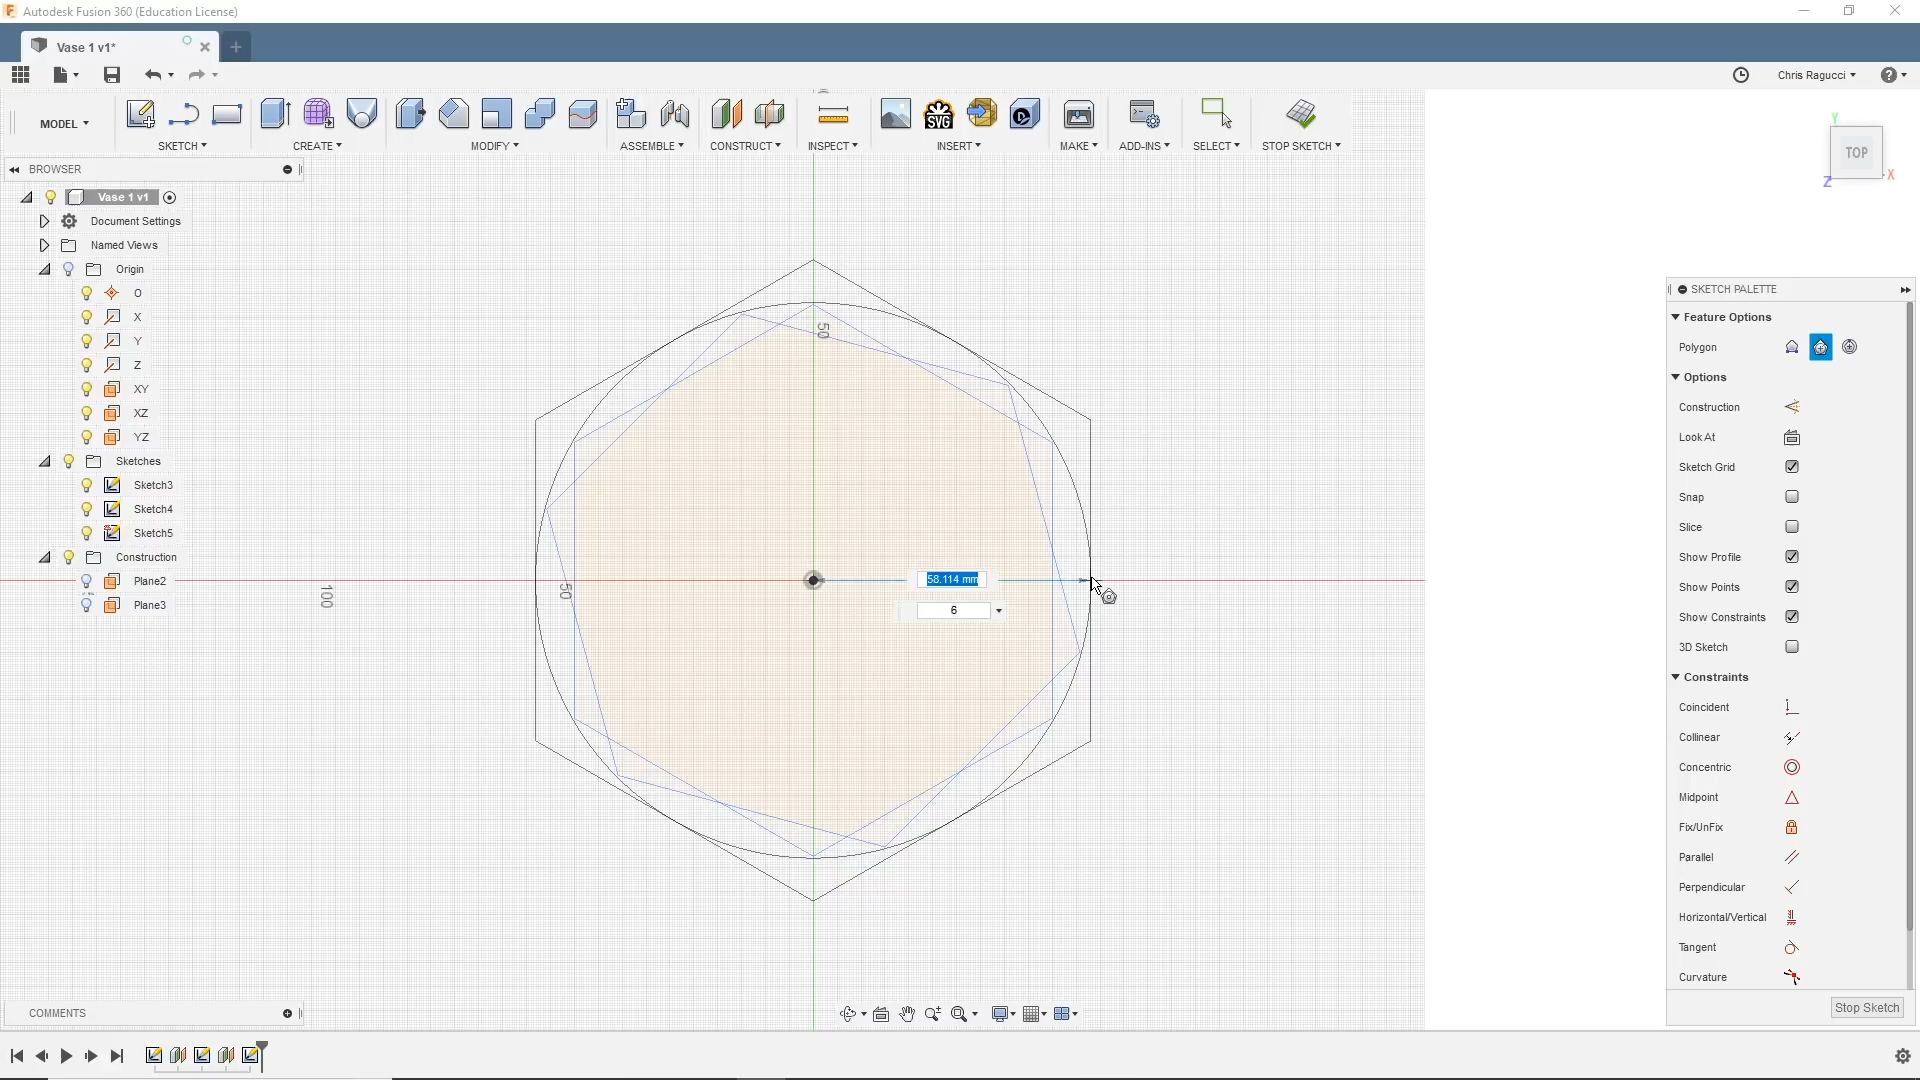 Autodesk Fusion 360 (Education License)
Vase 1 v1*
Chris Ragucci
MODEL
SKETCH
CREATE
MODIFY
ASSEMBLE
CONSTRUCT
INSPECT
SVG
INSERT
MAKE
ADD-INS
SELECT
STOP SKETCH
BROWSER
Vase 1 v1
Document Settings
Named Views
Origin
O
X
Y
Z
XY
XZ
YZ
Sketches
Sketch3
Sketch4
Sketch5
Construction
Plane2
Plane3
Y
TOP
X
Z
50
100
50
58.114 mm
6
SKETCH PALETTE
Feature Options
Polygon
Options
Construction
Look At
Sketch Grid
Snap
Slice
Show Profile
Show Points
Show Constraints
3D Sketch
Constraints
Coincident
Collinear
Concentric
Midpoint
Fix/UnFix
Parallel
Perpendicular
Horizontal/Vertical
Tangent
Curvature
Stop Sketch
COMMENTS